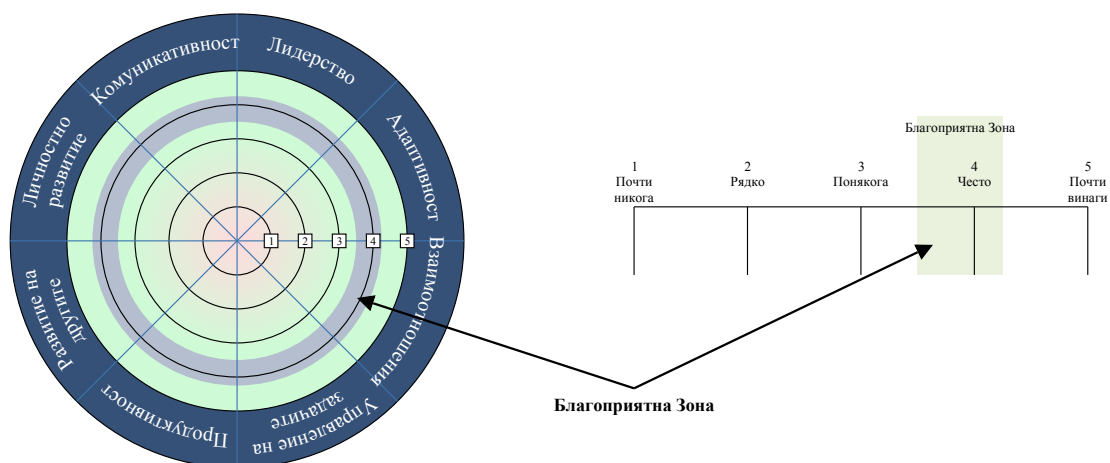 Комуникативност
Лидерство
Адаптивност
Взаимоотношения
Управление на
задачите
Продуктивност
Развитие на
другите
Личностно
развитие
1 2 3 4 5
Благоприятна Зона
1 2 3 4 5
Почти Рядко Понякога Често Почти
никога винаги
Благоприятна Зона